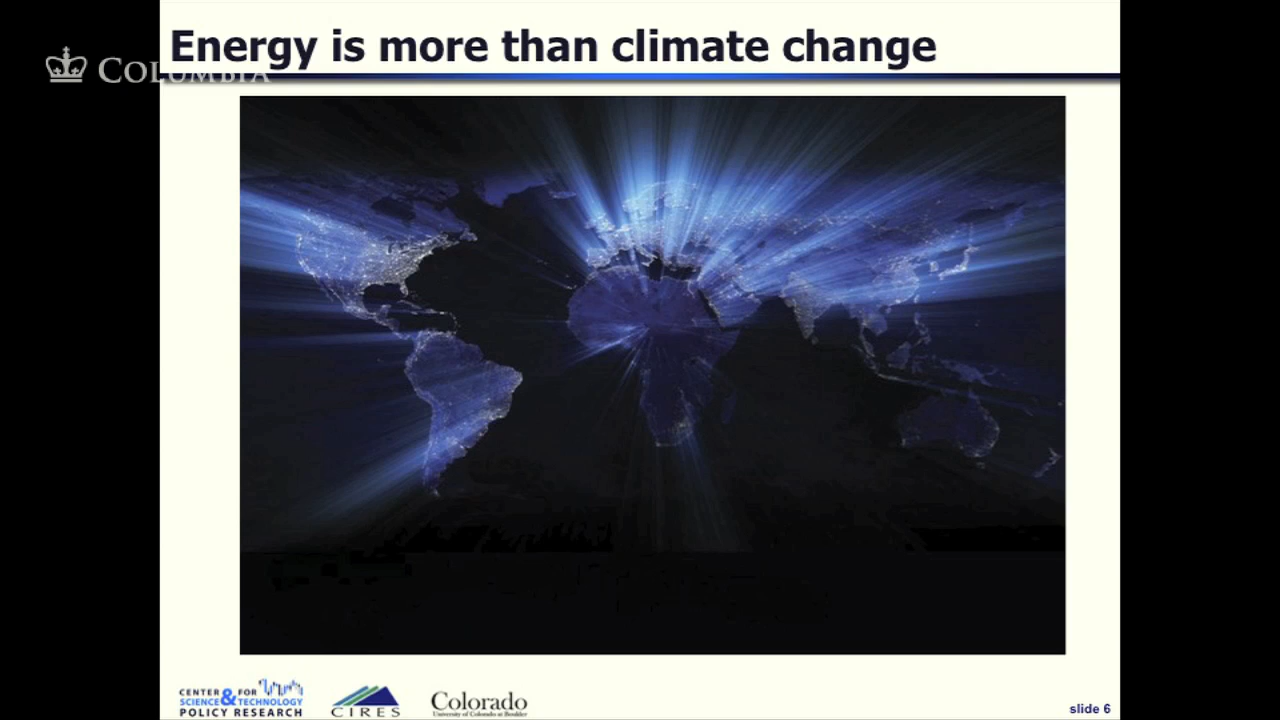 Energy is more than climate change
COLUMBIA
CENTER & FOR
SCIENCE & TECHNOLOGY
POLICY RESEARCH
CIRES
Colorado
University of Colorado at Boulder
slide 6